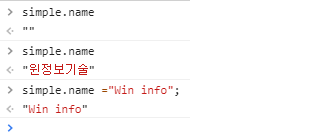 simple.name
""
simple.name
"윈정보기술"
simple.name ="Win info";
"Win info"